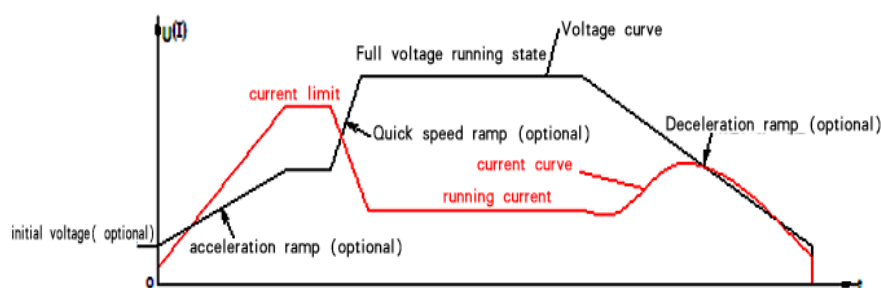 U(I)
Voltage curve
Full voltage running state
current limit
Quick speed ramp (optional)
Deceleration ramp (optional)
current curve
running current
initial voltage( optional)
acceleration ramp (optional)
0
t